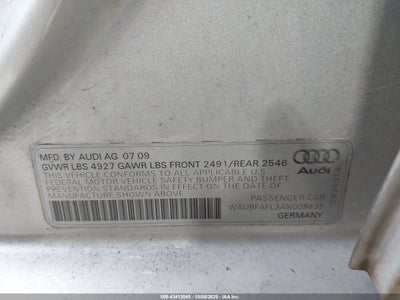 MFD. BY AUDI AG 07 09
GVWR LBS 4927 GAWR LBS FRONT 2491/REAR 2546
THIS VEHICLE CONFORMS TO ALL APPLICABLE U.S
FEDERAL MOTOR VEHICLE SAFETY BUMPER AND THEFT
PREVENTION STANDARDS IN EFFECT ON THE DATE OF
MANUFACTURE SHOWN ABOVE
Audi
PASSENGER CAR
WAUBFAFL3AN008838
GERMANY